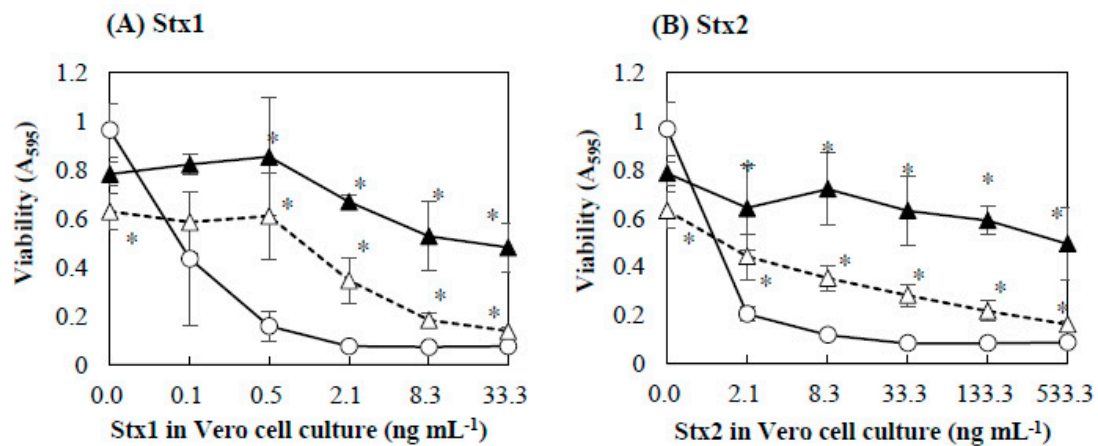 (A) Stx1
(B) Stx2
Viability (A595)
1.2
1
0.8
0.6
0.4
0.2
0
* * * *
* * * * *
0.0 0.1 0.5 2.1 8.3 33.3
Stx1 in Vero cell culture (ng mL-1)
Viability (A595)
1.2
1
0.8
0.6
0.4
0.2
0
* * * * *
* * * * * *
0.0 2.1 8.3 33.3 133.3 533.3
Stx2 in Vero cell culture (ng mL-1)